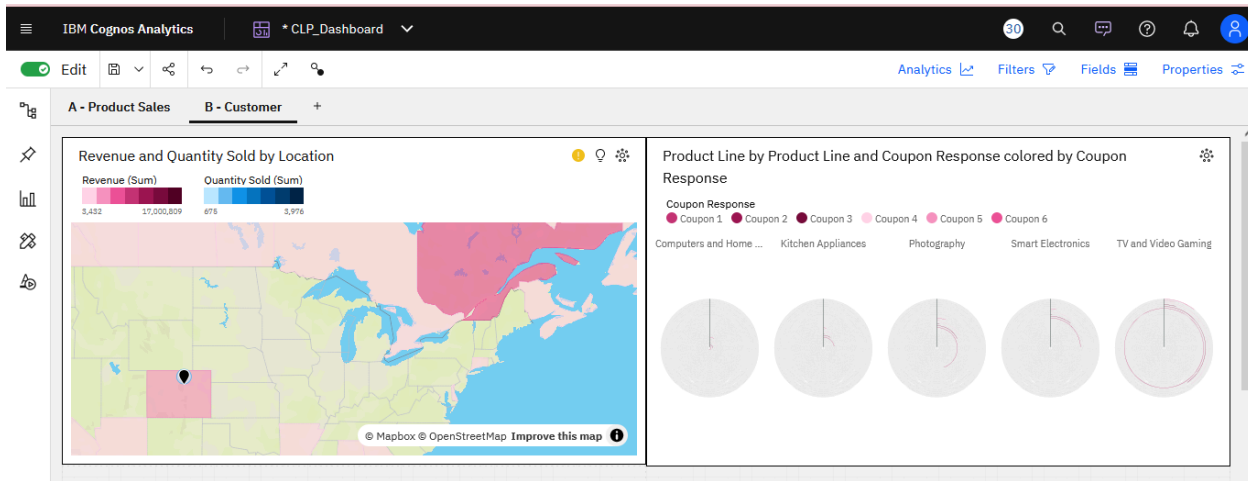 IBM Cognos Analytics
* CLP_Dashboard
30
Edit
Analytics
Filters
Fields
Properties
A - Product Sales
B - Customer
+
Revenue and Quantity Sold by Location
Revenue (Sum)
Quantity Sold (Sum)
3,452
17,000,809
675
3,976
© Mapbox © OpenStreetMap Improve this map
Product Line by Product Line and Coupon Response colored by Coupon
Response
Coupon Response
Coupon 1
Coupon 2
Coupon 3
Coupon 4
Coupon 5
Coupon 6
Computers and Home ...
Kitchen Appliances
Photography
Smart Electronics
TV and Video Gaming